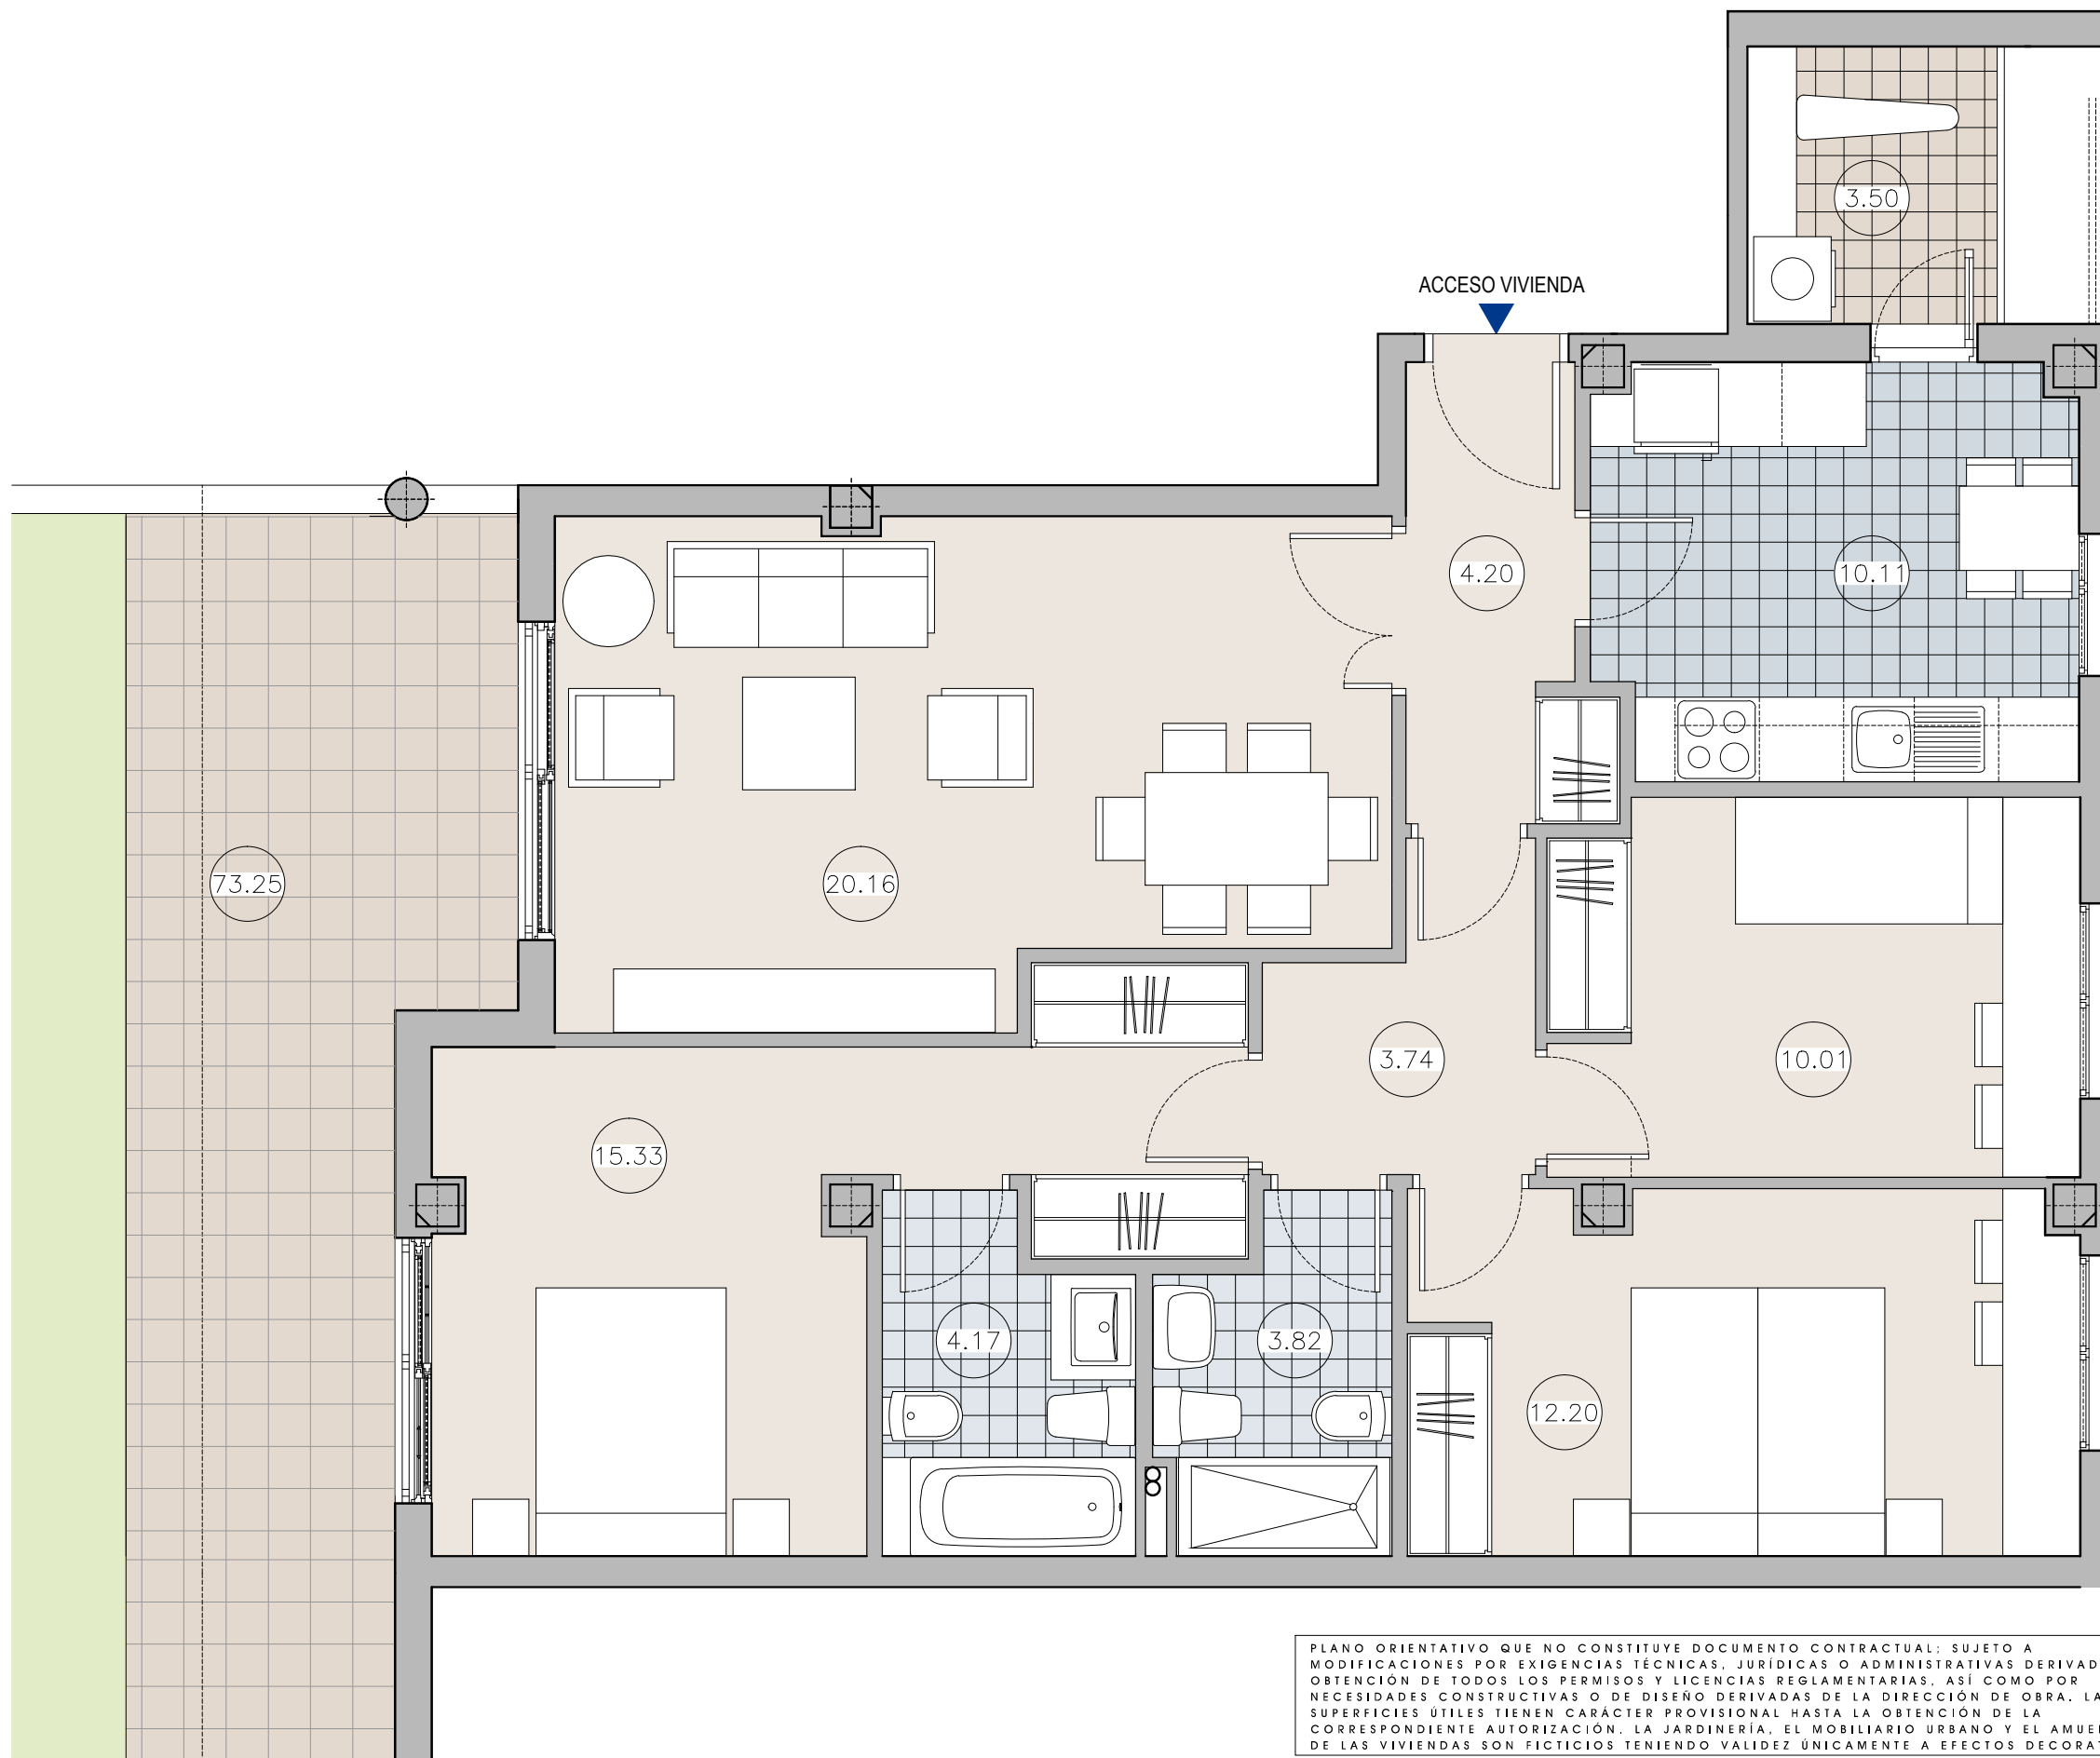 3.50
ACCESO VIVIENDA
4.20
10.11
73.25
20.16
3.74
10.01
15.33
4.17
3.82
12.20
PLANO ORIENTATIVO QUE NO CONSTITUYE DOCUMENTO CONTRACTUAL; SUJETO A
MODIFICACIONES POR EXIGENCIAS TÉCNICAS, JURÍDICAS O ADMINISTRATIVAS DERIVAD
OBTENCIÓN DE TODOS LOS PERMISOS Y LICENCIAS REGLAMENTARIAS, ASÍ COMO POR
NECESIDADES CONSTRUCTIVAS O DE DISEÑO DERIVADAS DE LA DIRECCIÓN DE OBRA. LA
SUPERFICIES ÚTILES TIENEN CARÁCTER PROVISIONAL HASTA LA OBTENCIÓN DE LA
CORRESPONDIENTE AUTORIZACIÓN. LA JARDINERÍA, EL MOBILIARIO URBANO Y EL AMUE
DE LAS VIVIENDAS SON FICTICIOS TENIENDO VALIDEZ ÚNICAMENTE A EFECTOS DECORA